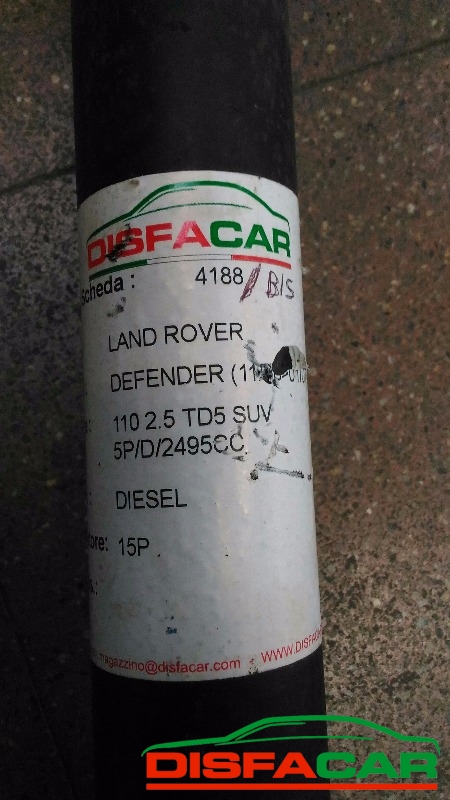 DISFACAR
Scheda : 4188/BIS
LAND ROVER
DEFENDER
110 2.5 TD5 SUV
5P/D/2495CC
DIESEL
15P
magazzino@disfacar.com
DISFACAR